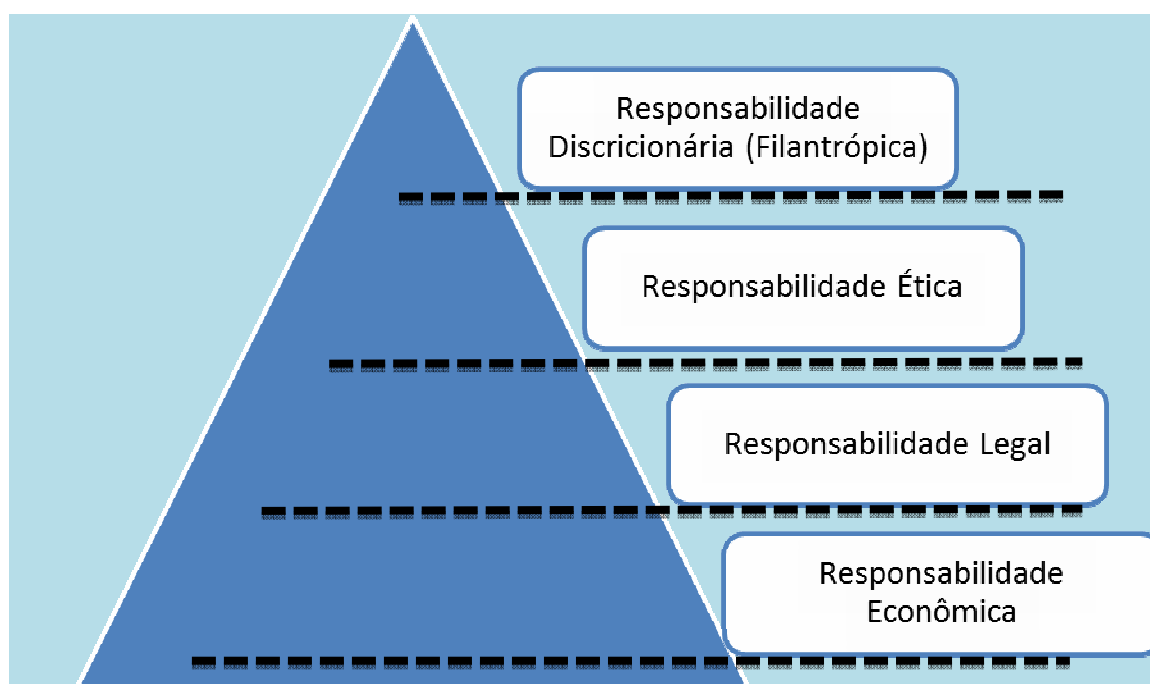 Responsabilidade
Discricionária (Filantrópica)
Responsabilidade Ética
Responsabilidade Legal
Responsabilidade
Econômica